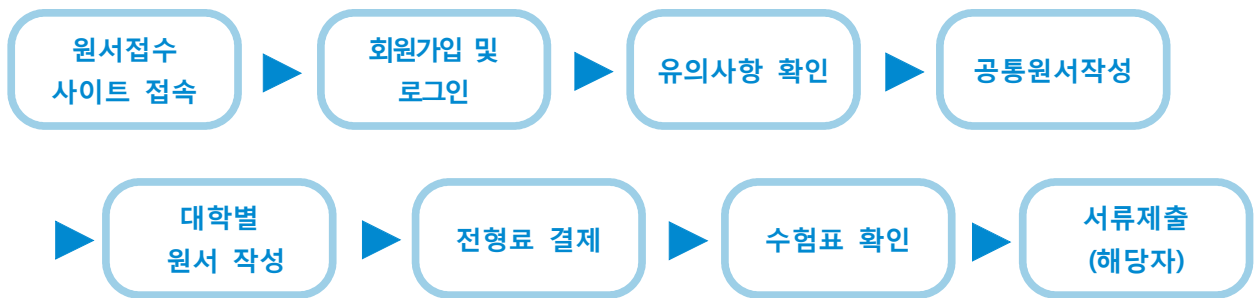 원서접수
사이트 접속
회원가입 및
로그인
유의사항 확인
공통원서작성
대학별
원서 작성
전형료 결제
수험표 확인
서류제출
(해당자)